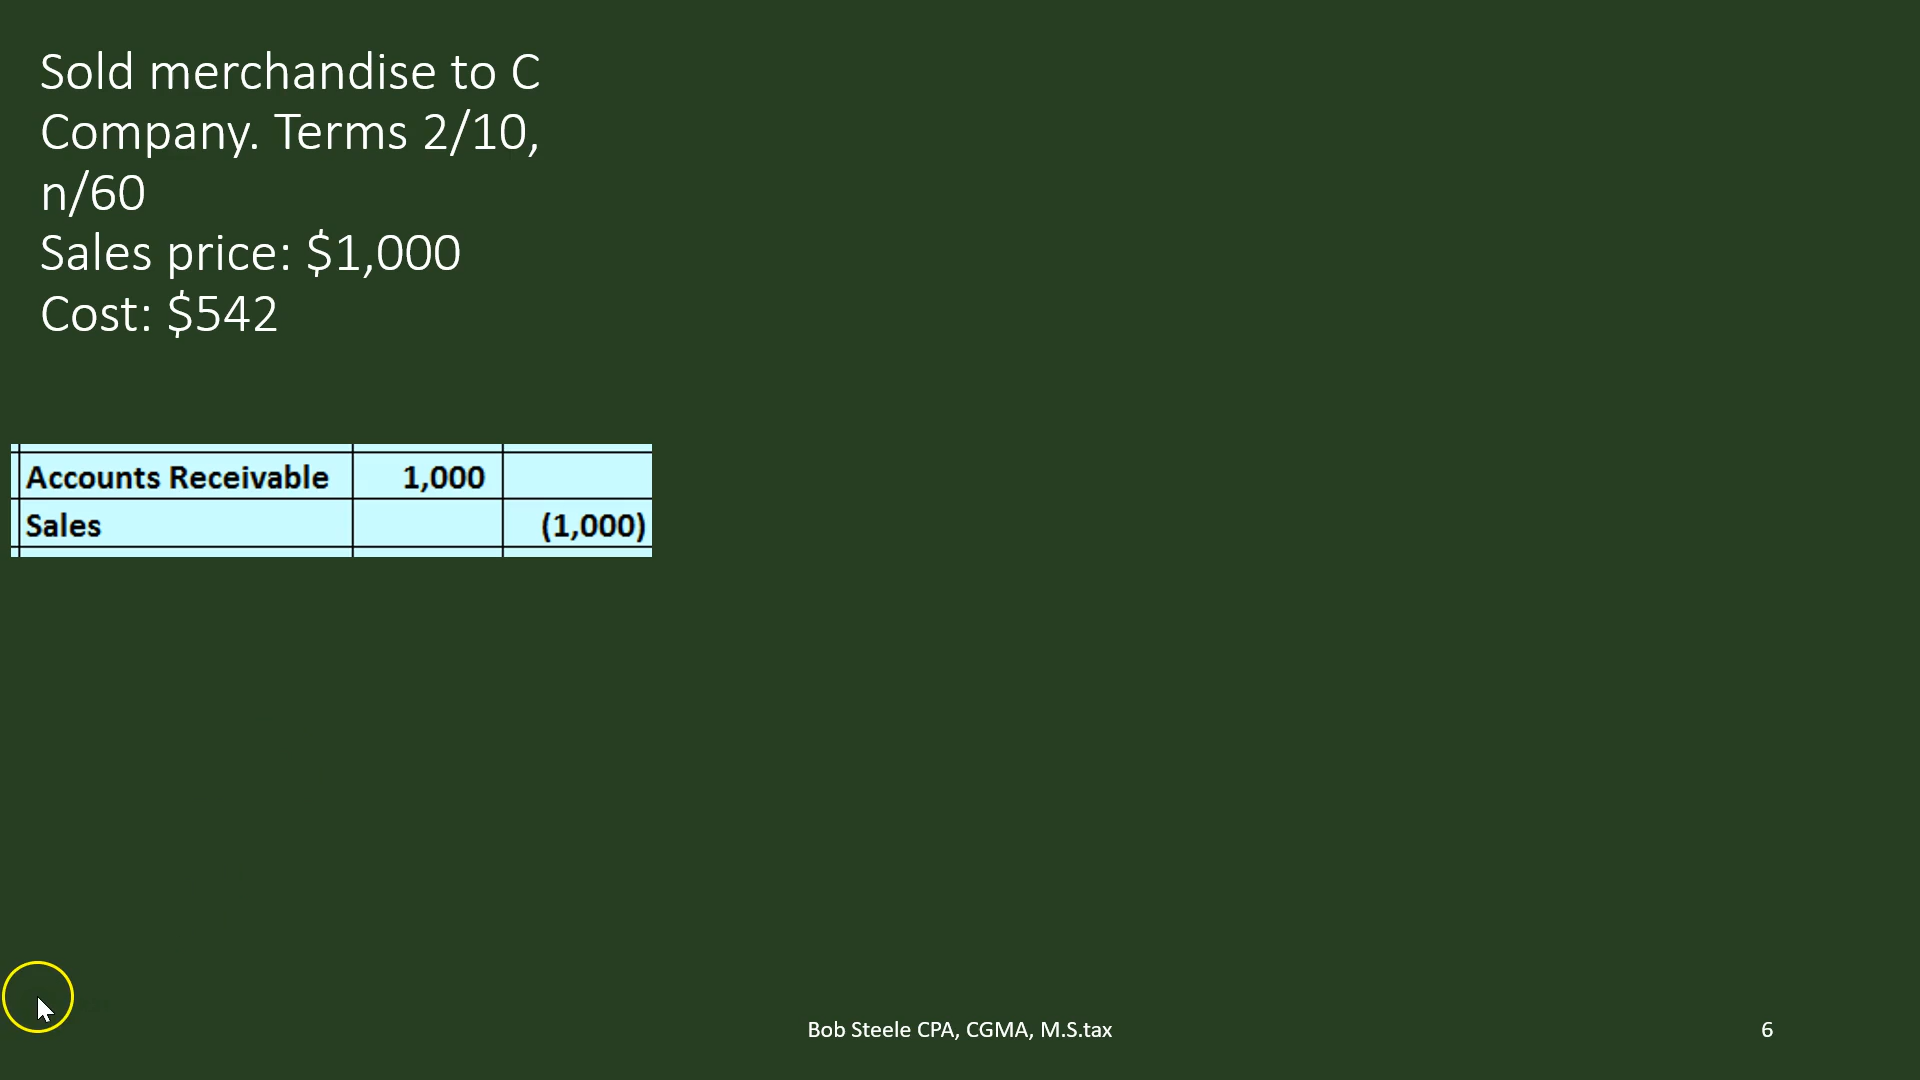 Sold merchandise to C
Company. Terms 2/10,
n/60
Sales price: $1,000
Cost: $542
Accounts Receivable 1,000
Sales (1,000)
Bob Steele CPA, CGMA, M.S.tax 6